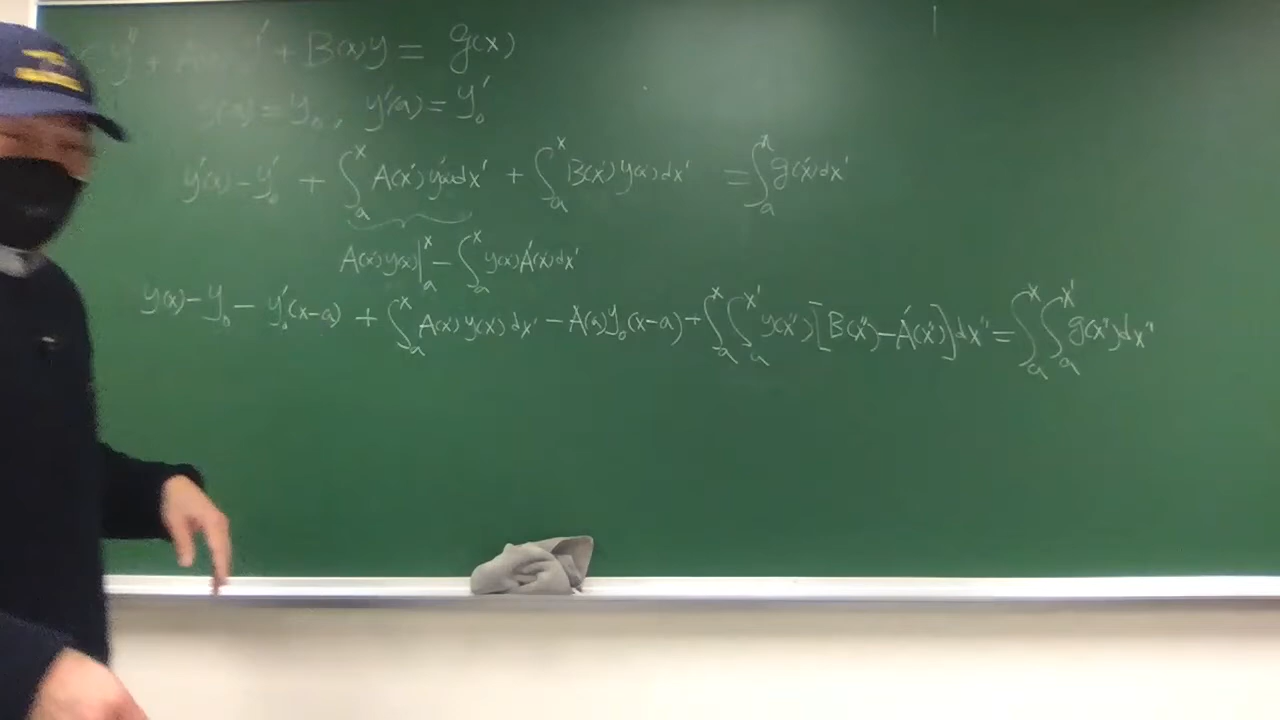 y'' + A(x)y' + B(x)y = g(x)
y(a) = y₀, y'(a) = y₀'
y'(x) − y₀' + ∫ₐˣ A(x')y'(x')dx' + ∫ₐˣ B(x')y(x')dx' = ∫ₐˣ g(x')dx'
A(x')y(x')|ₐˣ − ∫ₐˣ y(x')A'(x')dx'
y(x) − y₀ − y₀'(x−a) + ∫ₐˣ A(x')y(x')dx' − A(a)y₀(x−a) + ∫ₐˣ ∫ₐˣ' y(x'')[B(x'') − A'(x'')]dx'' = ∫ₐˣ ∫ₐˣ' g(x'')dx''